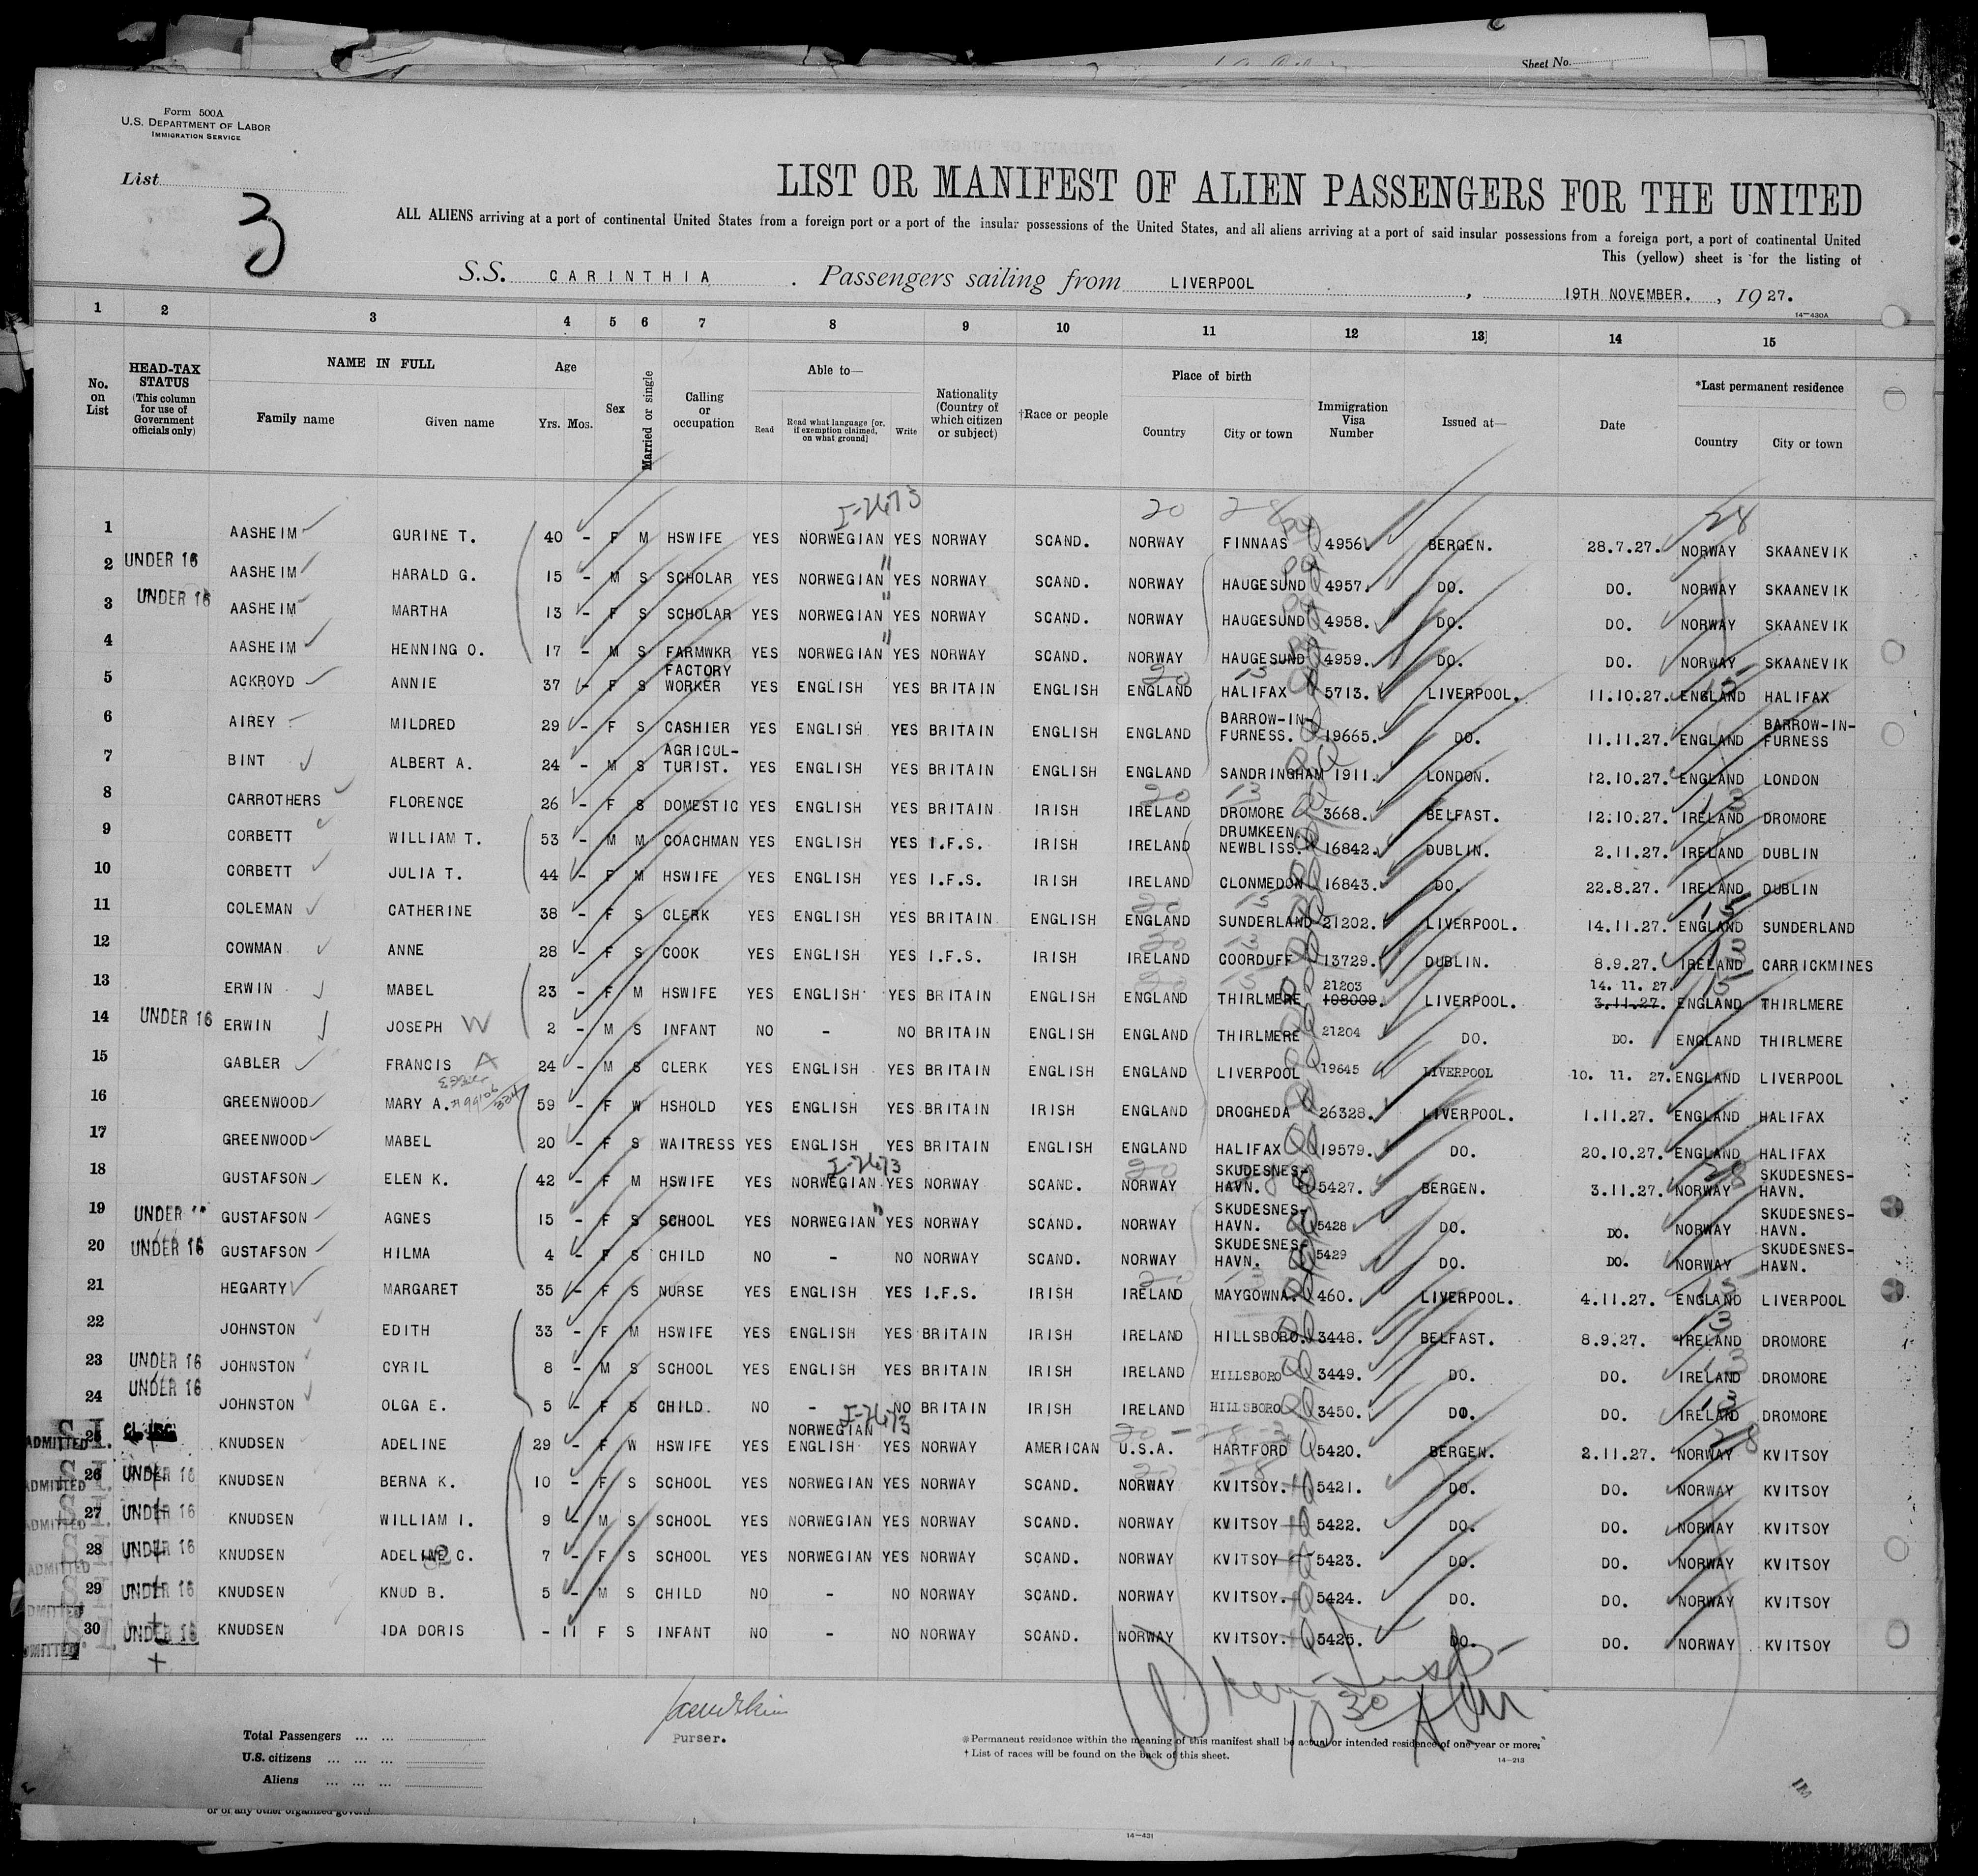 Sheet No.
Form 500A
U.S. DEPARTMENT OF LABOR
IMMIGRATION SERVICE
List
3
LIST OR MANIFEST OF ALIEN PASSENGERS FOR THE UNITED
ALL ALIENS arriving at a port of continental United States from a foreign port or a port of the insular possessions of the United States, and all aliens arriving at a port of said insular possessions from a foreign port, a port of continental United
This (yellow) sheet is for the listing of
S.S. CARINTHIA . Passengers sailing from LIVERPOOL , 19TH NOVEMBER. , 1927.
14-430A
1 2 3 4 5 6 7 8 9 10 11 12 13 14 15
No. on List
HEAD-TAX STATUS (This column for use of Government officials only)
NAME IN FULL
Family name Given name
Age
Yrs. Mos.
Sex
Married or single
Calling or occupation
Able to—
Read Read what language (or, if exemption claimed, on what ground) Write
Nationality (Country of which citizen or subject)
†Race or people
Place of birth
Country City or town
Immigration Visa Number
Issued at—
Date
*Last permanent residence
Country City or town
1 AASHEIM GURINE T. 40 - F M HSWIFE YES NORWEGIAN YES NORWAY SCAND. NORWAY FINNAAS 4956. BERGEN. 28.7.27. NORWAY SKAANEVIK
2 UNDER 16 AASHEIM HARALD G. 15 - M S SCHOLAR YES NORWEGIAN YES NORWAY SCAND. NORWAY HAUGESUND 4957. DO. DO. NORWAY SKAANEVIK
3 UNDER 16 AASHEIM MARTHA 13 - F S SCHOLAR YES NORWEGIAN YES NORWAY SCAND. NORWAY HAUGESUND 4958. DO. DO. NORWAY SKAANEVIK
4 AASHEIM HENNING O. 17 - M S FARMWKR YES NORWEGIAN YES NORWAY SCAND. NORWAY HAUGESUND 4959. DO. DO. NORWAY SKAANEVIK
5 ACKROYD ANNIE 37 - F S FACTORY WORKER YES ENGLISH YES BRITAIN ENGLISH ENGLAND HALIFAX 5713. LIVERPOOL. 11.10.27. ENGLAND HALIFAX
6 AIREY MILDRED 29 - F S CASHIER YES ENGLISH YES BRITAIN ENGLISH ENGLAND BARROW-IN-FURNESS. 19665. DO. 11.11.27. ENGLAND BARROW-IN-FURNESS
7 BINT ALBERT A. 24 - M S AGRICUL-TURIST. YES ENGLISH YES BRITAIN ENGLISH ENGLAND SANDRINGHAM 1911. LONDON. 12.10.27. ENGLAND LONDON
8 CARROTHERS FLORENCE 26 - F S DOMESTIC YES ENGLISH YES BRITAIN IRISH IRELAND DROMORE 3668. BELFAST. 12.10.27. IRELAND DROMORE
9 CORBETT WILLIAM T. 53 - M M COACHMAN YES ENGLISH YES I.F.S. IRISH IRELAND DRUMKEEN. NEWBLISS. 16842. DUBLIN. 2.11.27. IRELAND DUBLIN
10 CORBETT JULIA T. 44 - F M HSWIFE YES ENGLISH YES I.F.S. IRISH IRELAND CLONMEDON 16843. DO. 22.8.27. IRELAND DUBLIN
11 COLEMAN CATHERINE 38 - F S CLERK YES ENGLISH YES BRITAIN ENGLISH ENGLAND SUNDERLAND 21202. LIVERPOOL. 14.11.27. ENGLAND SUNDERLAND
12 COWMAN ANNE 28 - F S COOK YES ENGLISH YES I.F.S. IRISH IRELAND COORDUFF 13729. DUBLIN. 8.9.27. IRELAND CARRICKMINES
13 ERWIN MABEL 23 - F M HSWIFE YES ENGLISH YES BRITAIN ENGLISH ENGLAND THIRLMERE 21203 108009. LIVERPOOL. 14.11.27. 3.11.27. ENGLAND THIRLMERE
14 UNDER 16 ERWIN JOSEPH W 2 - M S INFANT NO - NO BRITAIN ENGLISH ENGLAND THIRLMERE 21204 DO. DO. ENGLAND THIRLMERE
15 GABLER FRANCIS A 24 - M S CLERK YES ENGLISH YES BRITAIN ENGLISH ENGLAND LIVERPOOL 19645 LIVERPOOL 10. 11. 27. ENGLAND LIVERPOOL
16 GREENWOOD MARY A. 59 - F W HSHOLD YES ENGLISH YES BRITAIN IRISH ENGLAND DROGHEDA 26328. LIVERPOOL. 1.11.27. ENGLAND HALIFAX
17 GREENWOOD MABEL 20 - F S WAITRESS YES ENGLISH YES BRITAIN ENGLISH ENGLAND HALIFAX 19579. DO. 20.10.27. ENGLAND HALIFAX
18 GUSTAFSON ELEN K. 42 - F M HSWIFE YES NORWEGIAN YES NORWAY SCAND. NORWAY SKUDESNES-HAVN. 5427. BERGEN. 3.11.27. NORWAY SKUDESNES-HAVN.
19 UNDER GUSTAFSON AGNES 15 - F S SCHOOL YES NORWEGIAN YES NORWAY SCAND. NORWAY SKUDESNES-HAVN. 5428 DO. DO. NORWAY SKUDESNES-HAVN.
20 UNDER 16 GUSTAFSON HILMA 4 - F S CHILD NO - NO NORWAY SCAND. NORWAY SKUDESNES-HAVN. 5429 DO. DO. NORWAY SKUDESNES-HAVN.
21 HEGARTY MARGARET 35 - F S NURSE YES ENGLISH YES I.F.S. IRISH IRELAND MAYGOWNA. 460. LIVERPOOL. 4.11.27. ENGLAND LIVERPOOL
22 JOHNSTON EDITH 33 - F M HSWIFE YES ENGLISH YES BRITAIN IRISH IRELAND HILLSBORO. 3448. BELFAST. 8.9.27. IRELAND DROMORE
23 UNDER 16 JOHNSTON CYRIL 8 - M S SCHOOL YES ENGLISH YES BRITAIN IRISH IRELAND HILLSBORO 3449. DO. DO. IRELAND DROMORE
24 UNDER 16 JOHNSTON OLGA E. 5 - F S CHILD. NO - NO BRITAIN IRISH IRELAND HILLSBORO 3450. DO. DO. IRELAND DROMORE
ADMITTED 25 KNUDSEN ADELINE 29 - F W HSWIFE YES NORWEGIAN ENGLISH YES NORWAY AMERICAN U.S.A. HARTFORD 5420. BERGEN. 2.11.27. NORWAY KVITSOY
ADMITTED 26 UNDER 16 KNUDSEN BERNA K. 10 - F S SCHOOL YES NORWEGIAN YES NORWAY SCAND. NORWAY KVITSOY. 5421. DO. DO. NORWAY KVITSOY
ADMITTED 27 UNDER 16 KNUDSEN WILLIAM I. 9 - M S SCHOOL YES NORWEGIAN YES NORWAY SCAND. NORWAY KVITSOY 5422. DO. DO. NORWAY KVITSOY
ADMITTED 28 UNDER 16 KNUDSEN ADELINE C. 7 - F S SCHOOL YES NORWEGIAN YES NORWAY SCAND. NORWAY KVITSOY 5423. DO. DO. NORWAY KVITSOY
ADMITTED 29 UNDER 16 KNUDSEN KNUD B. 5 - M S CHILD NO - NO NORWAY SCAND. NORWAY KVITSOY. 5424. DO. DO. NORWAY KVITSOY
30 UNDER 16 KNUDSEN IDA DORIS - 11 F S INFANT NO - NO NORWAY SCAND. NORWAY KVITSOY. 5425. DO. DO. NORWAY KVITSOY
Purser.
Total Passengers ... ...
U.S. citizens ... ... ...
Aliens ... ... ...
* Permanent residence within the meaning of this manifest shall be actual or intended residence of one year or more.
† List of races will be found on the back of this sheet.
14-213
14-431